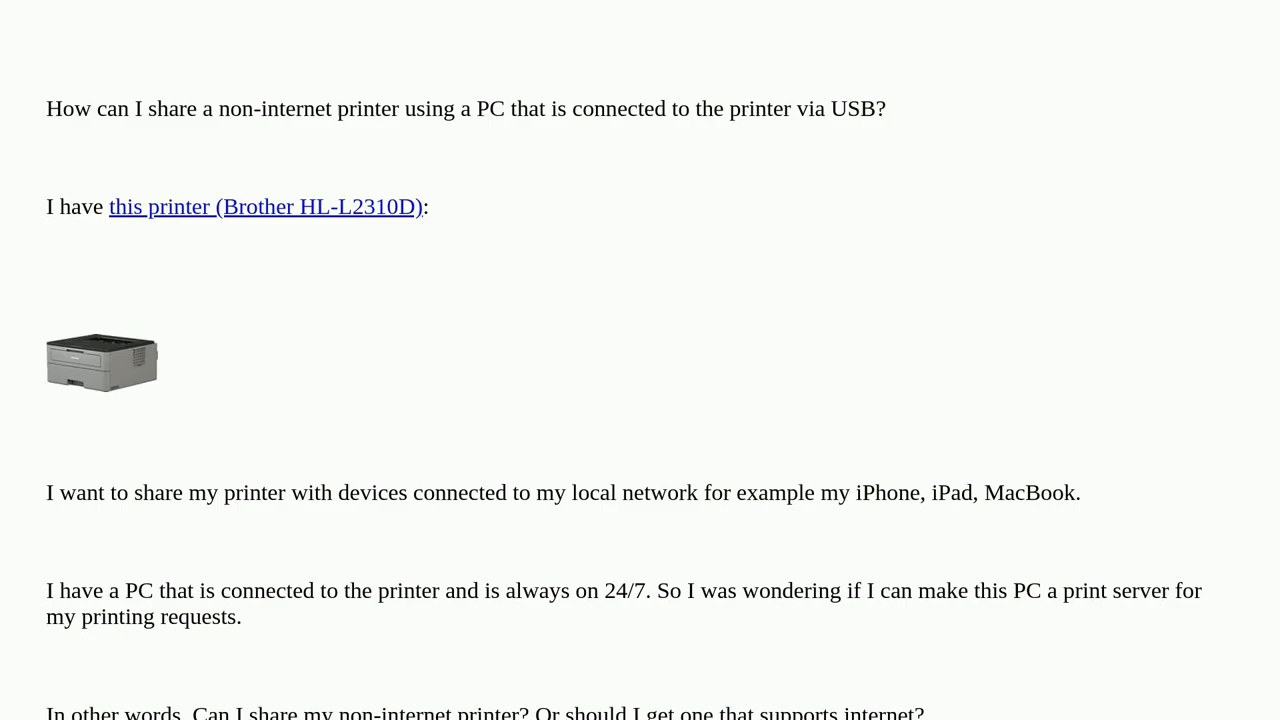 How can I share a non-internet printer using a PC that is connected to the printer via USB?
I have this printer (Brother HL-L2310D):
I want to share my printer with devices connected to my local network for example my iPhone, iPad, MacBook.
I have a PC that is connected to the printer and is always on 24/7. So I was wondering if I can make this PC a print server for
my printing requests.
In other words, Can I share my non-internet printer? Or should I get one that supports internet?